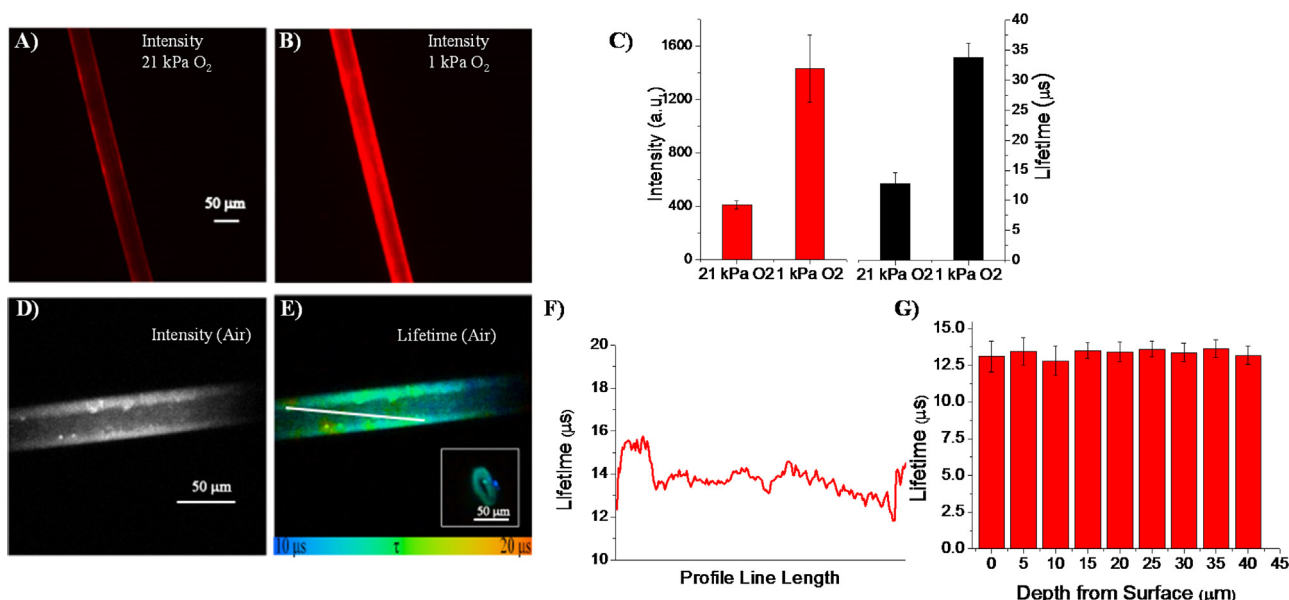 A)
Intensity
21 kPa O2
50 μm
B)
Intensity
1 kPa O2
C)
Intensity (a.u.)
1600
1200
800
400
0
21 kPa O2
1 kPa O2
21 kPa O2
1 kPa O2
40
35
30
25
20
15
10
5
0
Lifetime (μs)
D)
Intensity (Air)
50 μm
E)
Lifetime (Air)
50 μm
10 μs
τ
20 μs
F)
Lifetime (μs)
20
18
16
14
12
10
Profile Line Length
G)
Lifetime (μs)
15.0
12.5
10.0
7.5
5.0
2.5
0.0
0 5 10 15 20 25 30 35 40 45
Depth from Surface (μm)